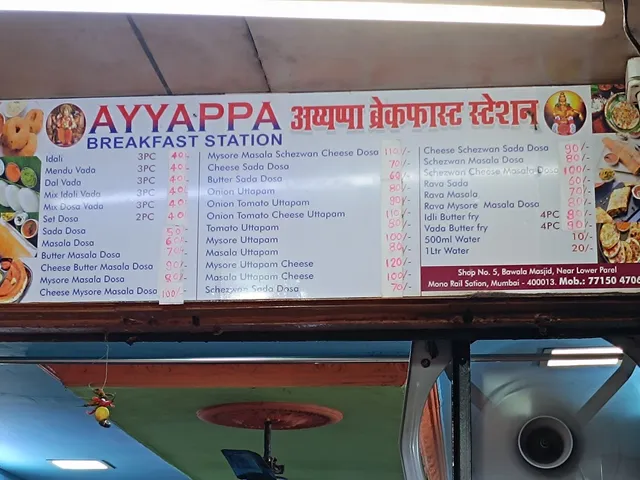 AYYAPPA
BREAKFAST STATION
अय्यप्पा ब्रेकफास्ट स्टेशन
Idali 3PC 40/-
Mendu Vada 3PC 40/-
Dal Vada 3PC 40/-
Mix Idali Vada 3PC 40/-
Mix Dosa Vada 3PC 40/-
Set Dosa 2PC 40/-
Sada Dosa 50/-
Masala Dosa 60/-
Butter Masala Dosa
Cheese Butter Masala Dosa
Mysore Masala Dosa 80/-
Cheese Mysore Masala Dosa 100/-
Mysore Masala Schezwan Cheese Dosa 110/-
Cheese Sada Dosa 70/-
Butter Sada Dosa 60/-
Onion Uttapam 80/-
Onion Tomato Uttapam 90/-
Onion Tomato Cheese Uttapam 110/-
Tomato Uttapam 80/-
Mysore Uttapam 100/-
Masala Uttapam
Mysore Uttapam Cheese 120/-
Masala Uttapam Cheese 100/-
Schezwan Sada Dosa 70/-
Cheese Schezwan Sada Dosa 90/-
Schezwan Masala Dosa 80/-
Cheese Schezwan Masala Dosa 100/-
Rava Sada 60/-
Rava Masala 70/-
Rava Mysore Masala Dosa 80/-
Idli Butter fry 4PC
Vada Butter fry 4PC 90/-
500ml Water 10/-
1Ltr Water 20/-
Shop No. 5, Bawala Masjid, Near Lower Parel
Mono Rail Sation, Mumbai - 400013. Mob.: 77150 4706